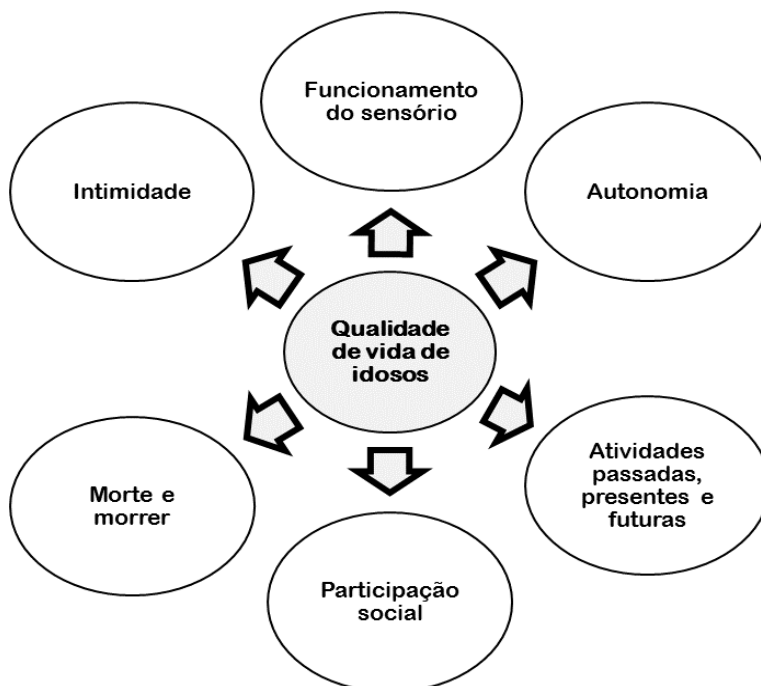 Funcionamento
do sensório
Intimidade
Autonomia
Qualidade
de vida de
idosos
Morte e
morrer
Atividades
passadas,
presentes e
futuras
Participação
social